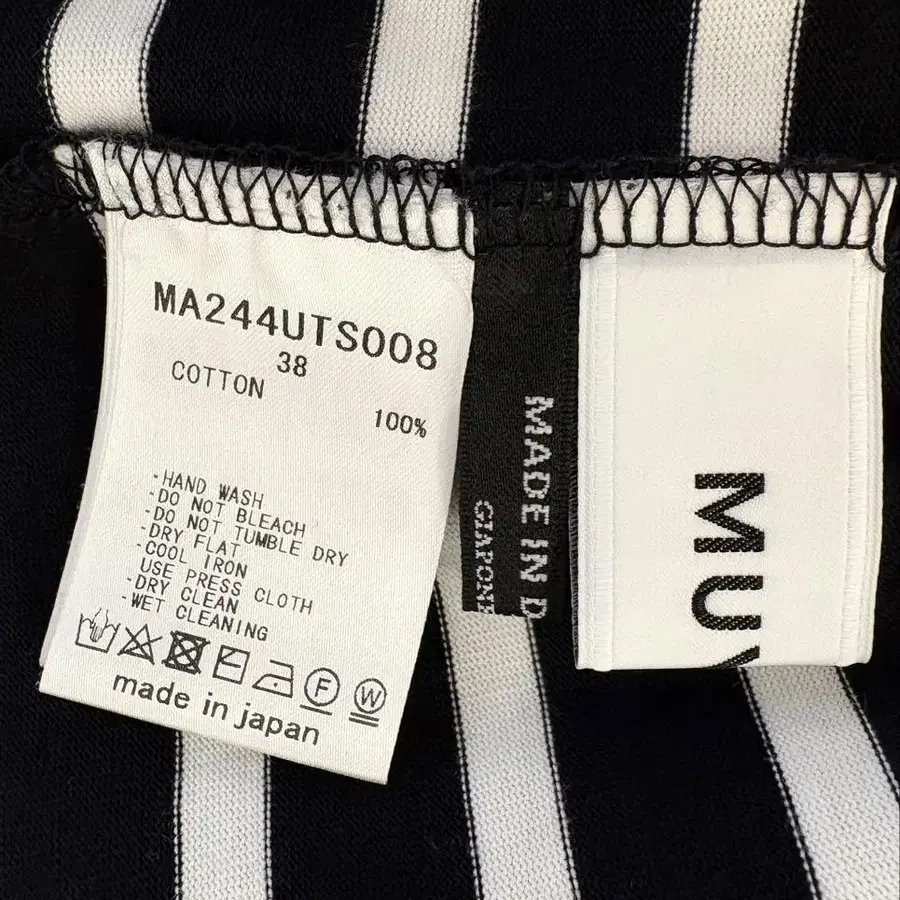 MA244UTS008
38
COTTON
100%
-HAND WASH
-DO NOT BLEACH
-DO NOT TUMBLE DRY
-DRY FLAT
-COOL IRON
USE PRESS CLOTH
-DRY CLEAN
-WET CLEANING
F
W
made in japan
MADE IN D
GIAPONE
MU